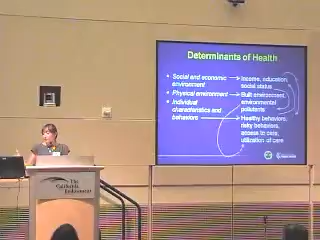 Determinants of Health
• Social and economic environment
Income, education, social status
• Physical environment
Built environment, environmental pollutants
• Individual characteristics and behaviors
Healthy behaviors, risky behaviors, access to care, utilization of care
The California Endowment